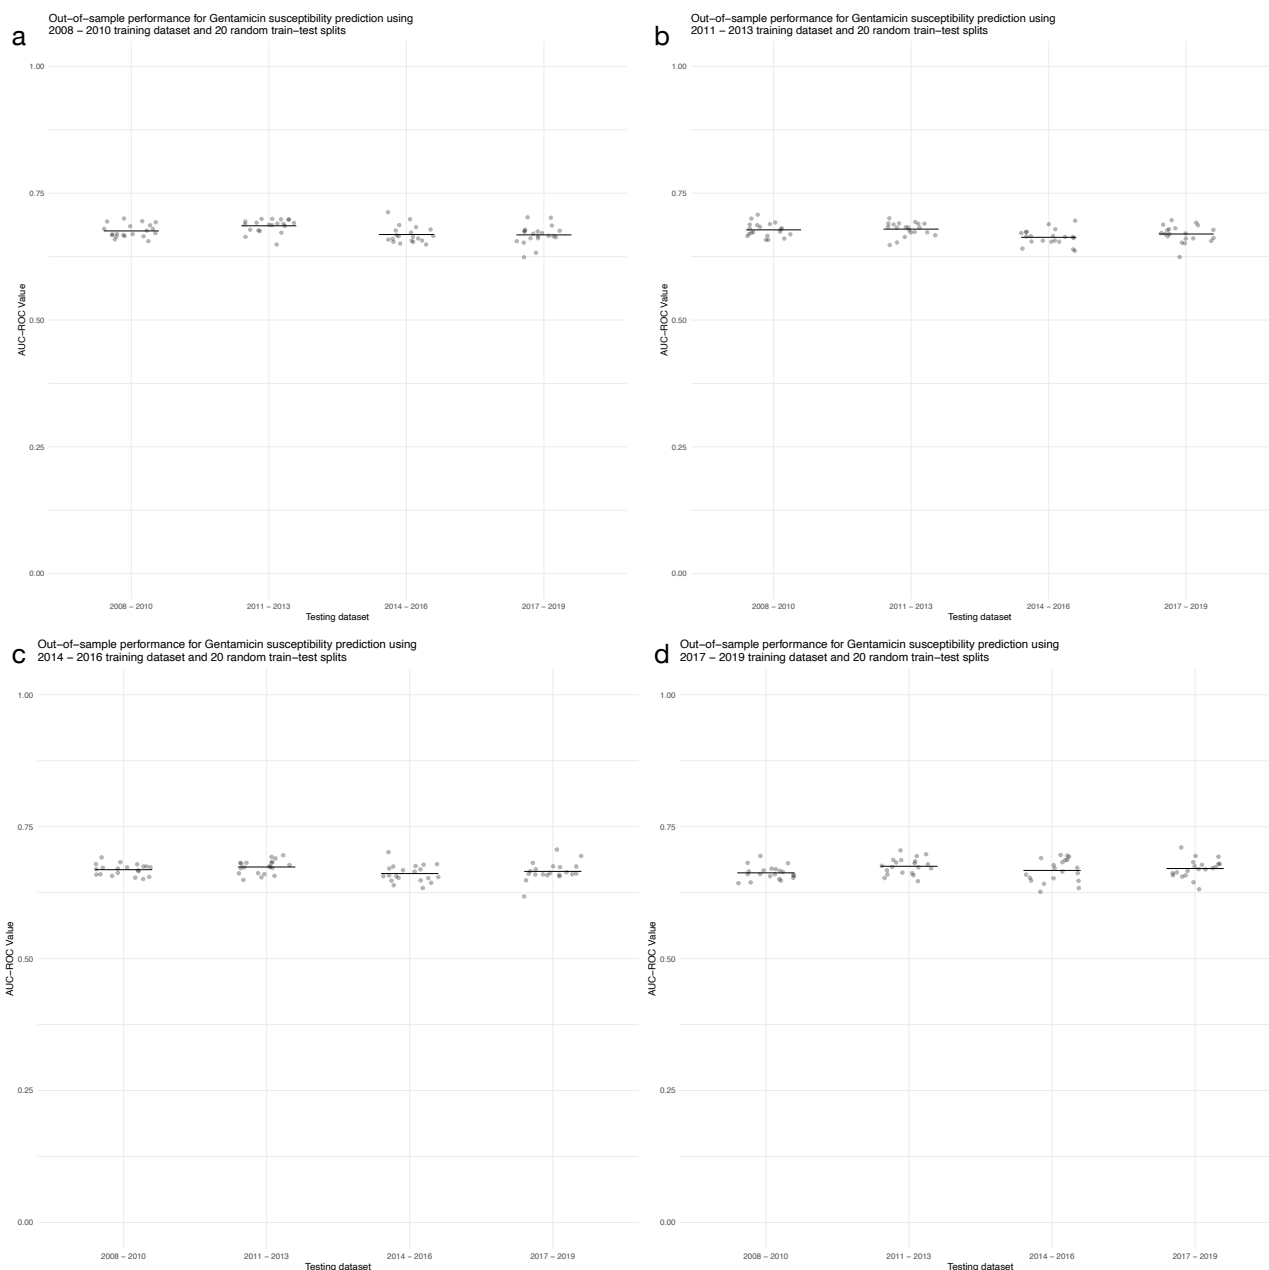 a
Out−of−sample performance for Gentamicin susceptibility prediction using
2008 − 2010 training dataset and 20 random train−test splits
1.00
0.75
0.50
0.25
0.00
AUC−ROC Value
2008 − 2010
2011 − 2013
2014 − 2016
2017 − 2019
Testing dataset
b
Out−of−sample performance for Gentamicin susceptibility prediction using
2011 − 2013 training dataset and 20 random train−test splits
1.00
0.75
0.50
0.25
0.00
AUC−ROC Value
2008 − 2010
2011 − 2013
2014 − 2016
2017 − 2019
Testing dataset
c
Out−of−sample performance for Gentamicin susceptibility prediction using
2014 − 2016 training dataset and 20 random train−test splits
1.00
0.75
0.50
0.25
0.00
AUC−ROC Value
2008 − 2010
2011 − 2013
2014 − 2016
2017 − 2019
Testing dataset
d
Out−of−sample performance for Gentamicin susceptibility prediction using
2017 − 2019 training dataset and 20 random train−test splits
1.00
0.75
0.50
0.25
0.00
AUC−ROC Value
2008 − 2010
2011 − 2013
2014 − 2016
2017 − 2019
Testing dataset